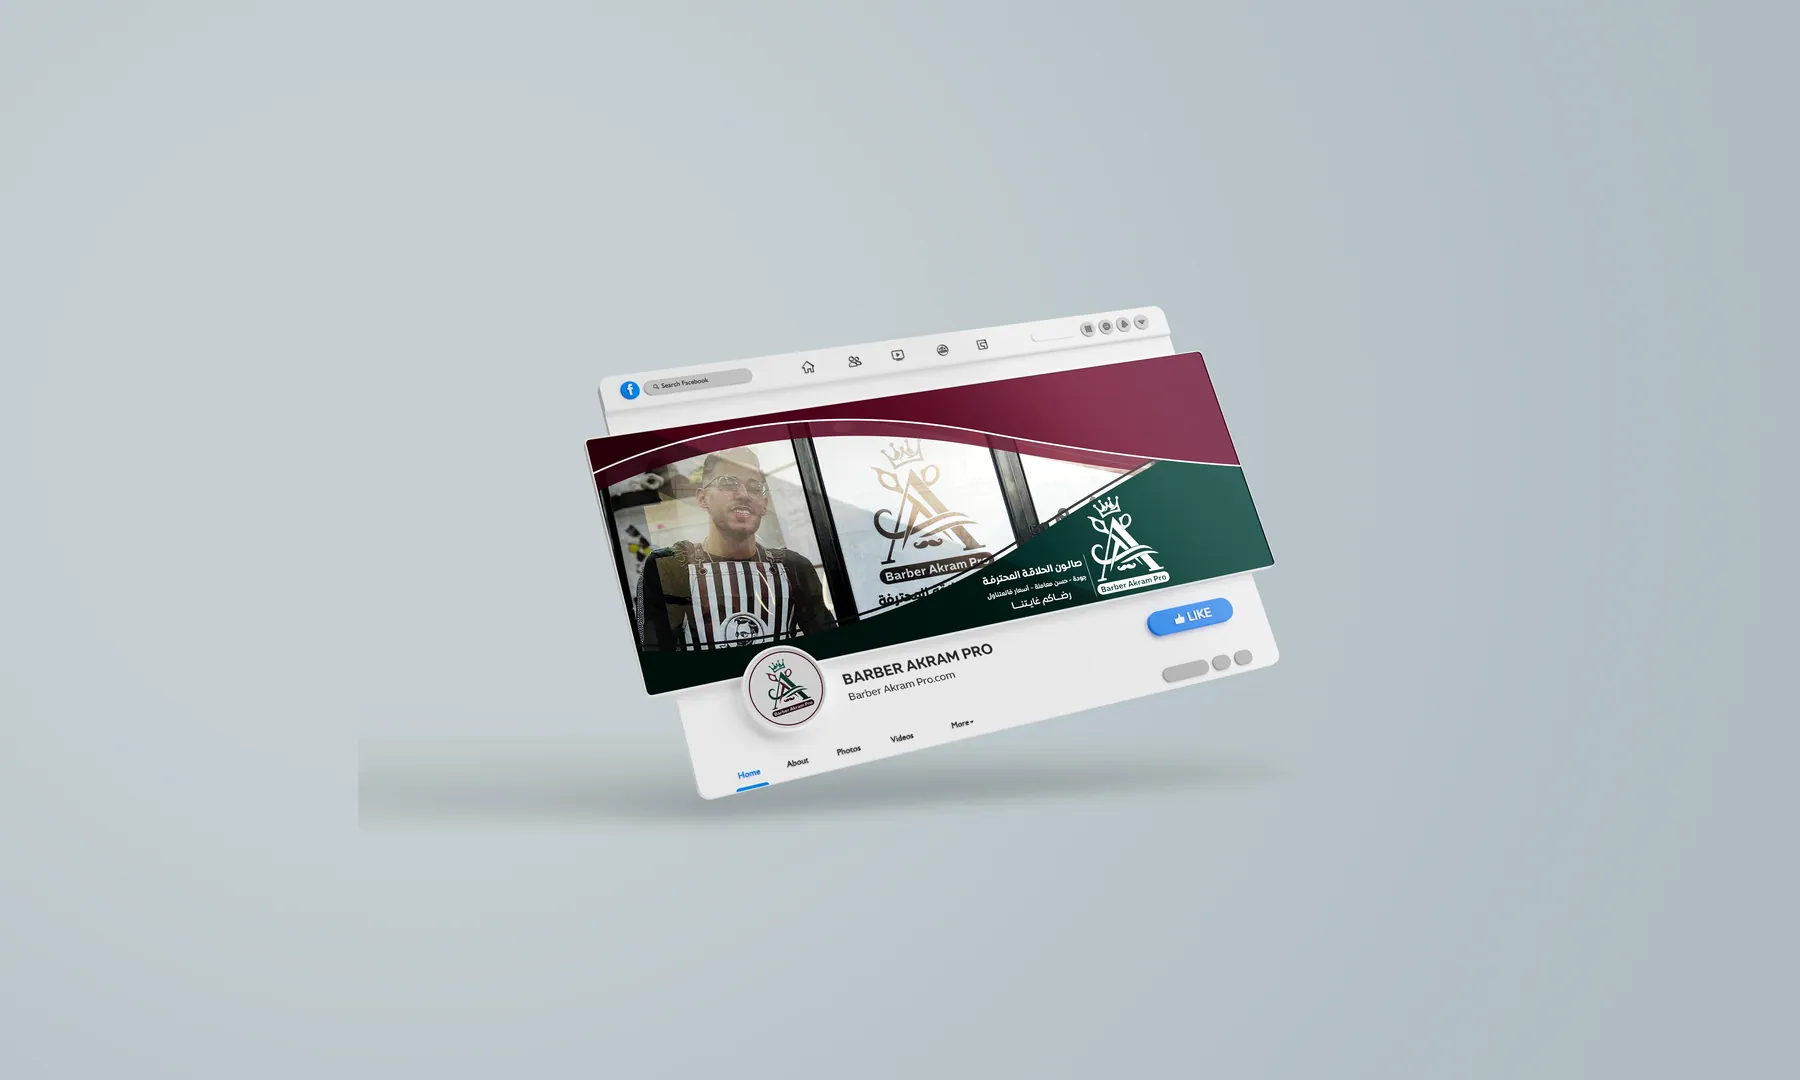 f
Search Facebook
Barber Akram Pro
المحترفة
صالون الحلاقة المحترفة
جودة - حسن معاملة - أسعار فالمتناول
رضاكم غايتنا
Barber Akram Pro
LIKE
Barber Akram Pro
BARBER AKRAM PRO
Barber Akram Pro.com
Home
About
Photos
Videos
More